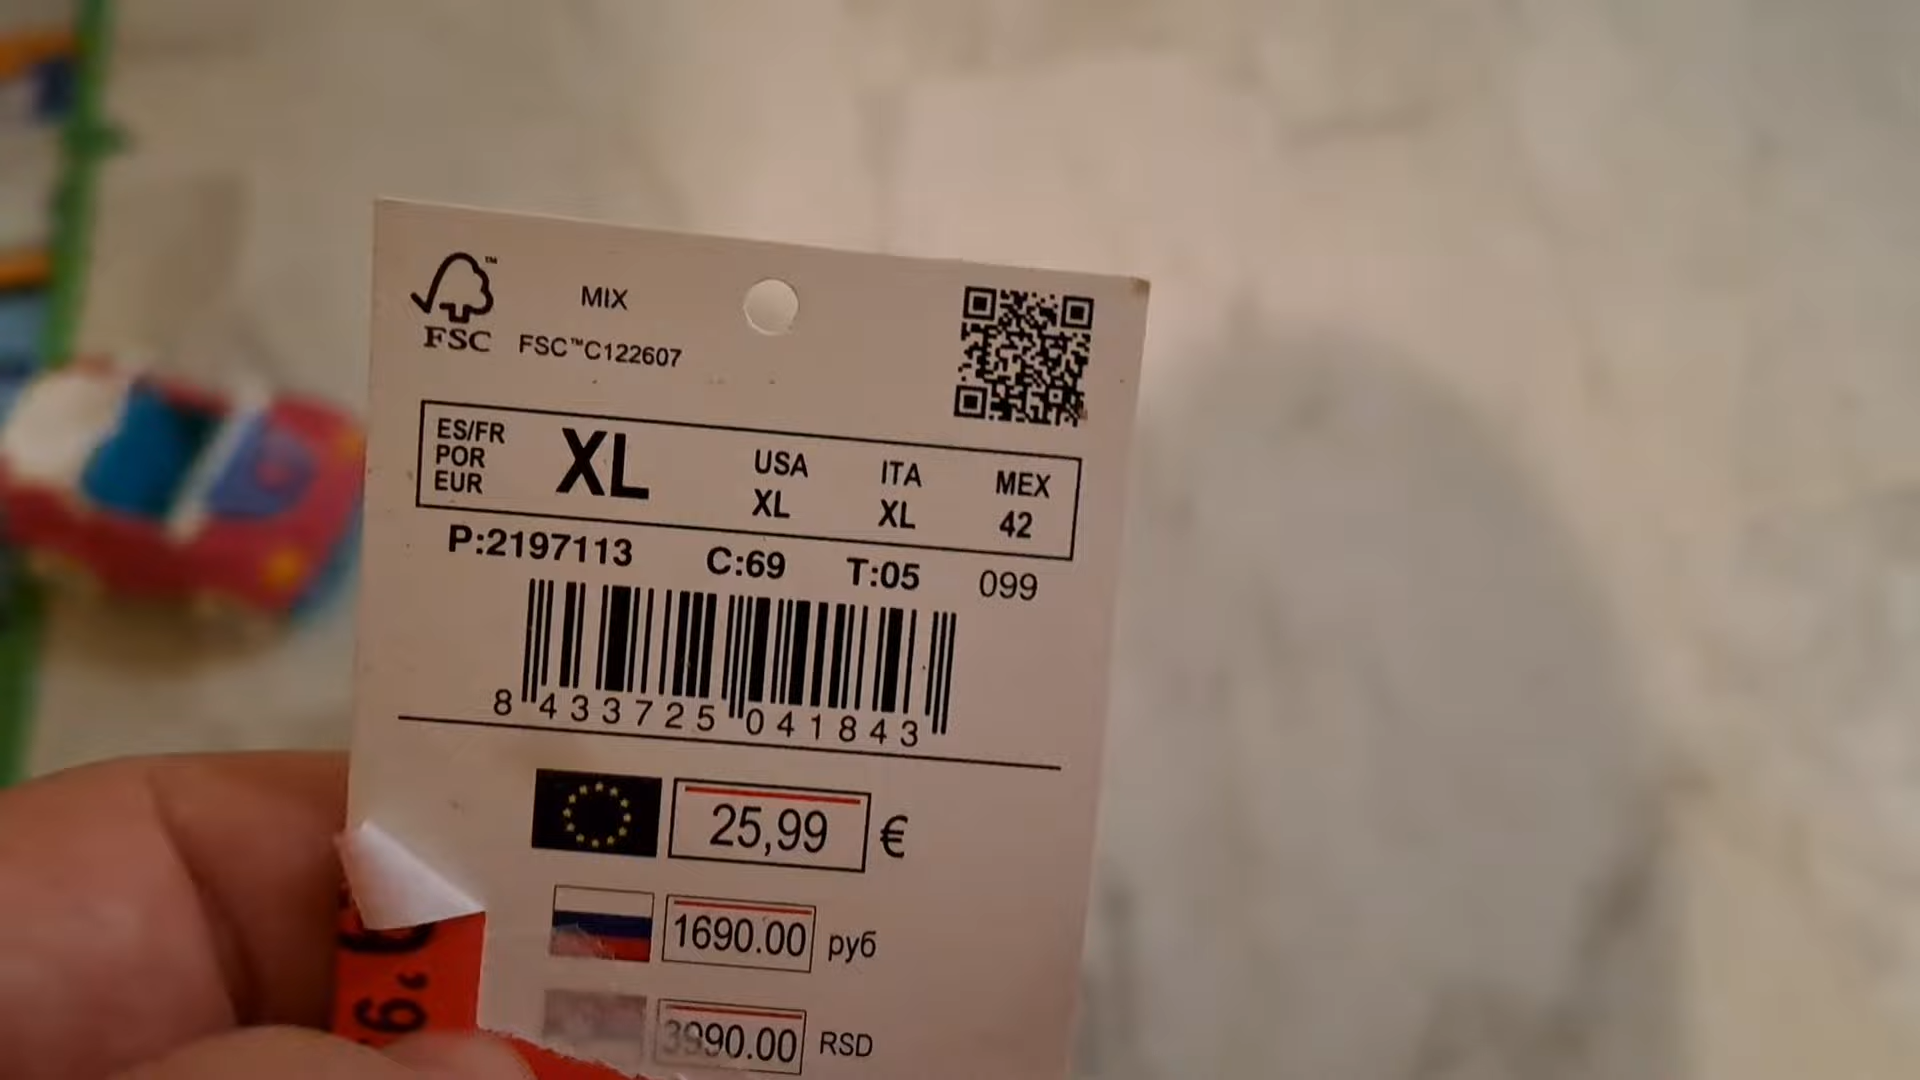 MIX
FSC™
FSC™C122607
ES/FR
POR
EUR
XL
USA
XL
ITA
XL
MEX
42
P:2197113 C:69 T:05 099
8 433725 041843
25,99 €
1690.00 руб
3990.00 RSD